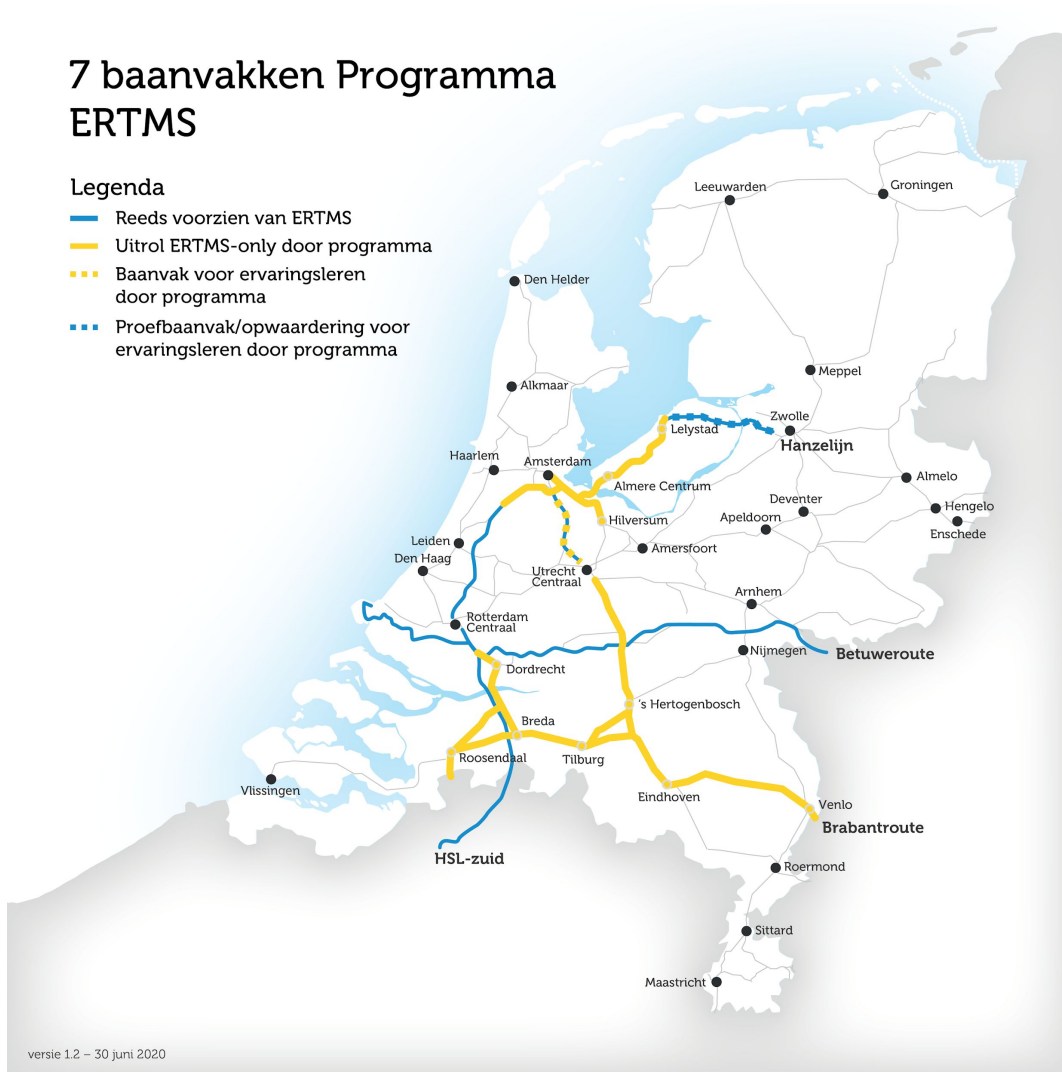 7 baanvakken Programma
ERTMS
Legenda
Reeds voorzien van ERTMS
Uitrol ERTMS-only door programma
Baanvak voor ervaringsleren
door programma
Proefbaanvak/opwaardering voor
ervaringsleren door programma
Leeuwarden
Groningen
Den Helder
Meppel
Alkmaar
Zwolle
Lelystad
Hanzelijn
Haarlem
Amsterdam
Almelo
Almere Centrum
Deventer
Hengelo
Hilversum
Apeldoorn
Enschede
Leiden
Amersfoort
Den Haag
Utrecht
Centraal
Arnhem
Rotterdam
Centraal
Nijmegen
Betuweroute
Dordrecht
's Hertogenbosch
Breda
Roosendaal
Tilburg
Vlissingen
Eindhoven
Venlo
Brabantroute
HSL-zuid
Roermond
Sittard
Maastricht
versie 1.2 – 30 juni 2020